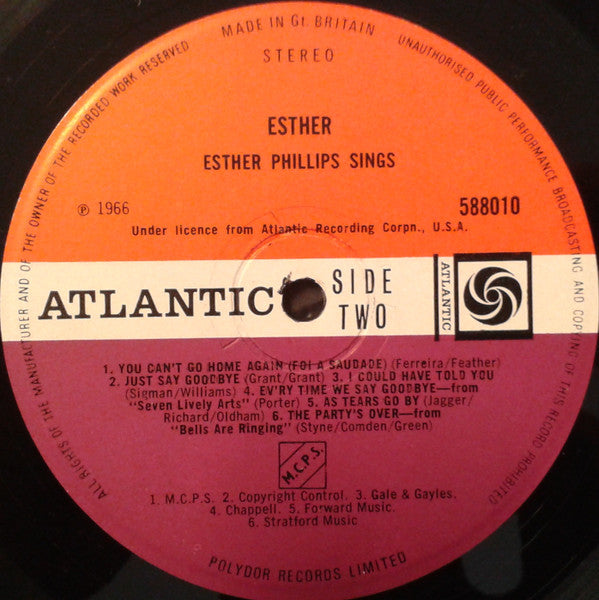 MADE IN Gt. BRITAIN
STEREO
ESTHER
ESTHER PHILLIPS SINGS
℗ 1966
588010
Under licence from Atlantic Recording Corpn., U.S.A.
ATLANTIC
SIDE
TWO
ATLANTIC
1. YOU CAN'T GO HOME AGAIN (FOI A SAUDADE) (Ferreira/Feather)
2. JUST SAY GOODBYE (Grant/Grant) 3. I COULD HAVE TOLD YOU
(Sigman/Williams) 4. EV'RY TIME WE SAY GOODBYE—from
"Seven Lively Arts" (Porter) 5. AS TEARS GO BY (Jagger/
Richard/Oldham) 6. THE PARTY'S OVER—from
"Bells Are Ringing" (Styne/Comden/Green)
M.C.P.S.
1. M.C.P.S. 2. Copyright Control. 3. Gale & Gayles.
4. Chappell. 5. Forward Music.
6. Stratford Music
POLYDOR RECORDS LIMITED
ALL RIGHTS OF THE MANUFACTURER AND OF THE OWNER OF THE RECORDED WORK RESERVED
UNAUTHORISED PUBLIC PERFORMANCE BROADCASTING AND COPYING OF THIS RECORD PROHIBITED